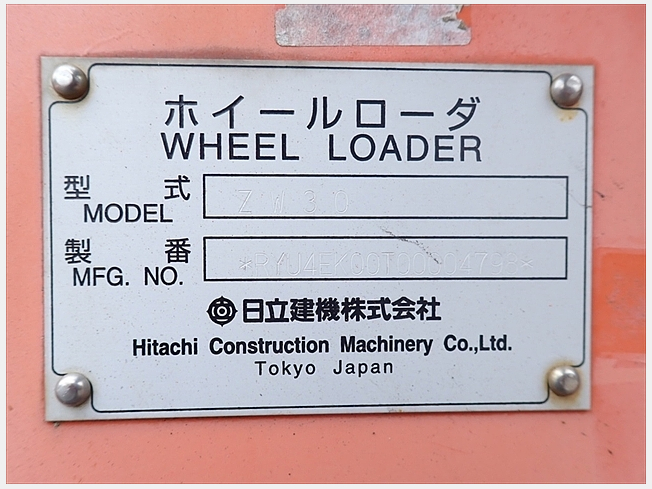 ホイールローダ
WHEEL LOADER
型式 ZW30
MODEL
製番
MFG. NO.
日立建機株式会社
Hitachi Construction Machinery Co.,Ltd.
Tokyo Japan